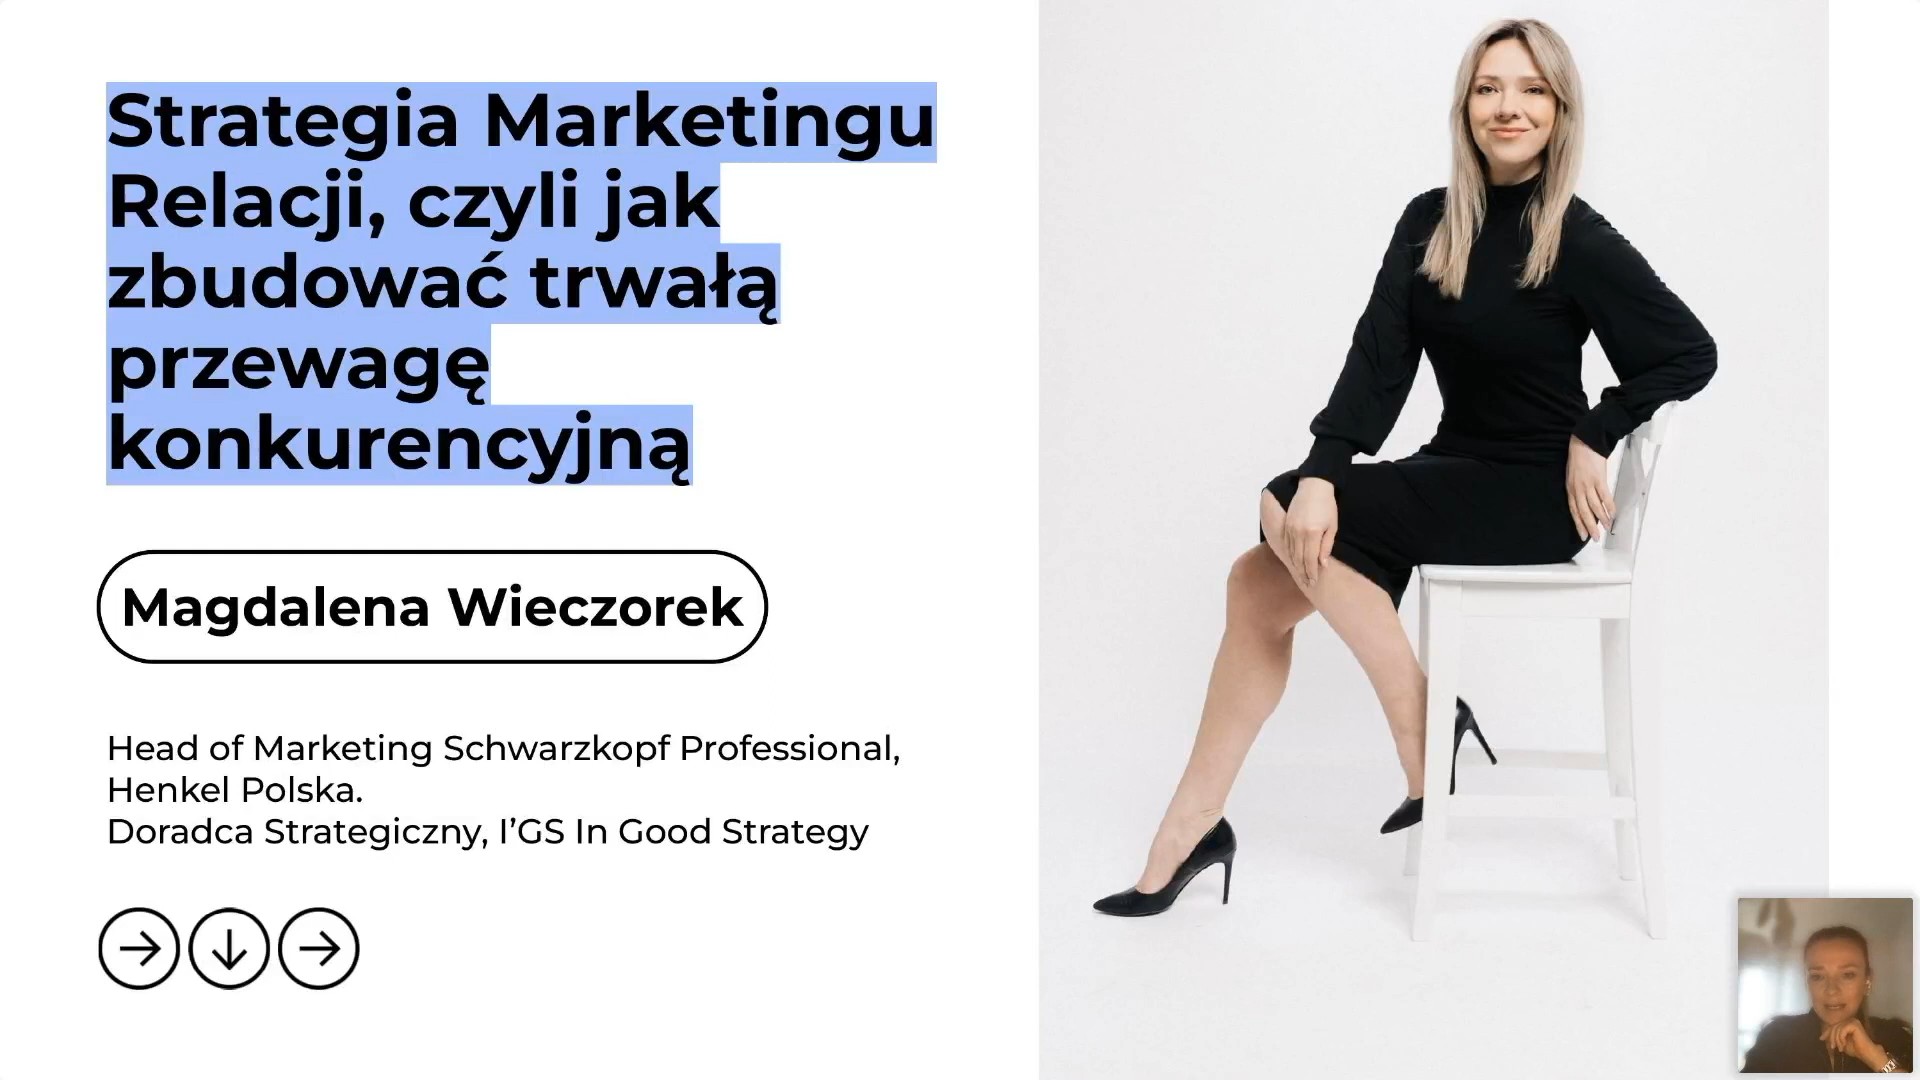 Strategia Marketingu
Relacji, czyli jak
zbudować trwałą
przewagę
konkurencyjną
Magdalena Wieczorek
Head of Marketing Schwarzkopf Professional,
Henkel Polska.
Doradca Strategiczny, I’GS In Good Strategy